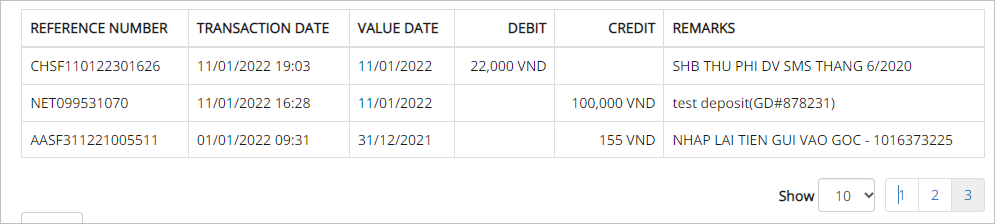 REFERENCE NUMBER TRANSACTION DATE VALUE DATE DEBIT CREDIT REMARKS
CHSF110122301626 11/01/2022 19:03 11/01/2022 22,000 VND SHB THU PHI DV SMS THANG 6/2020
NET099531070 11/01/2022 16:28 11/01/2022 100,000 VND test deposit(GD#878231)
AASF311221005511 01/01/2022 09:31 31/12/2021 155 VND NHAP LAI TIEN GUI VAO GOC - 1016373225
Show 10 1 2 3